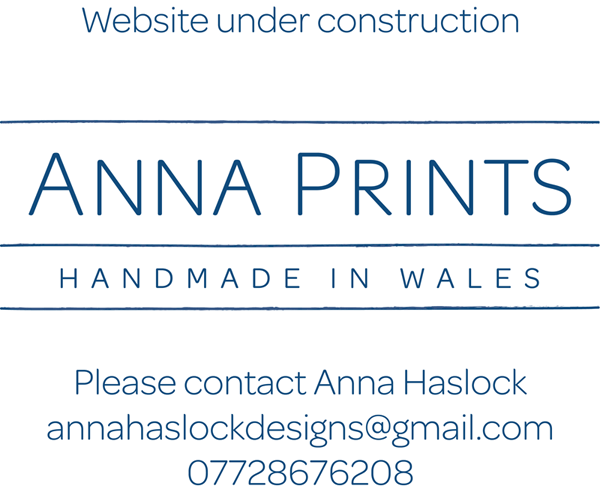 Website under construction
ANNA PRINTS
HANDMADE IN WALES
Please contact Anna Haslock
annahaslockdesigns@gmail.com
07728676208